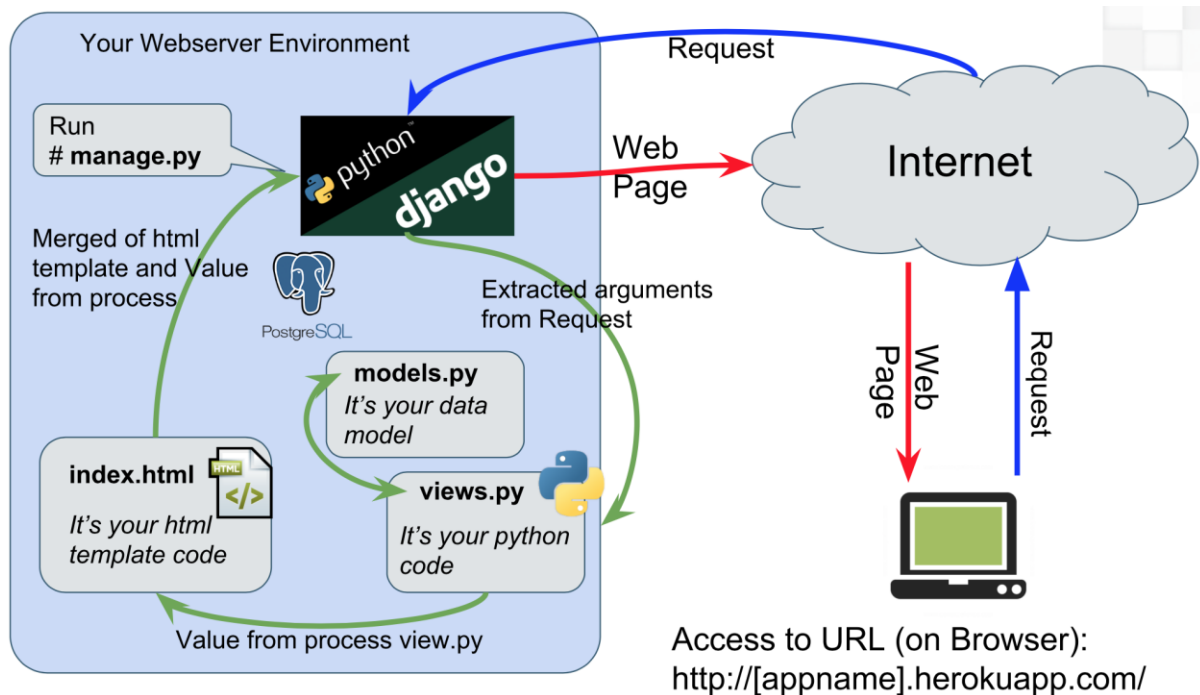 Your Webserver Environment
Request
Run
# manage.py
python
django
Web
Page
Internet
Merged of html
template and Value
from process
PostgreSQL
Extracted arguments
from Request
models.py
It's your data
model
Web
Page
Request
index.html
HTML
</>
It's your html
template code
views.py
It's your python
code
Value from process view.py
Access to URL (on Browser):
http://[appname].herokuapp.com/